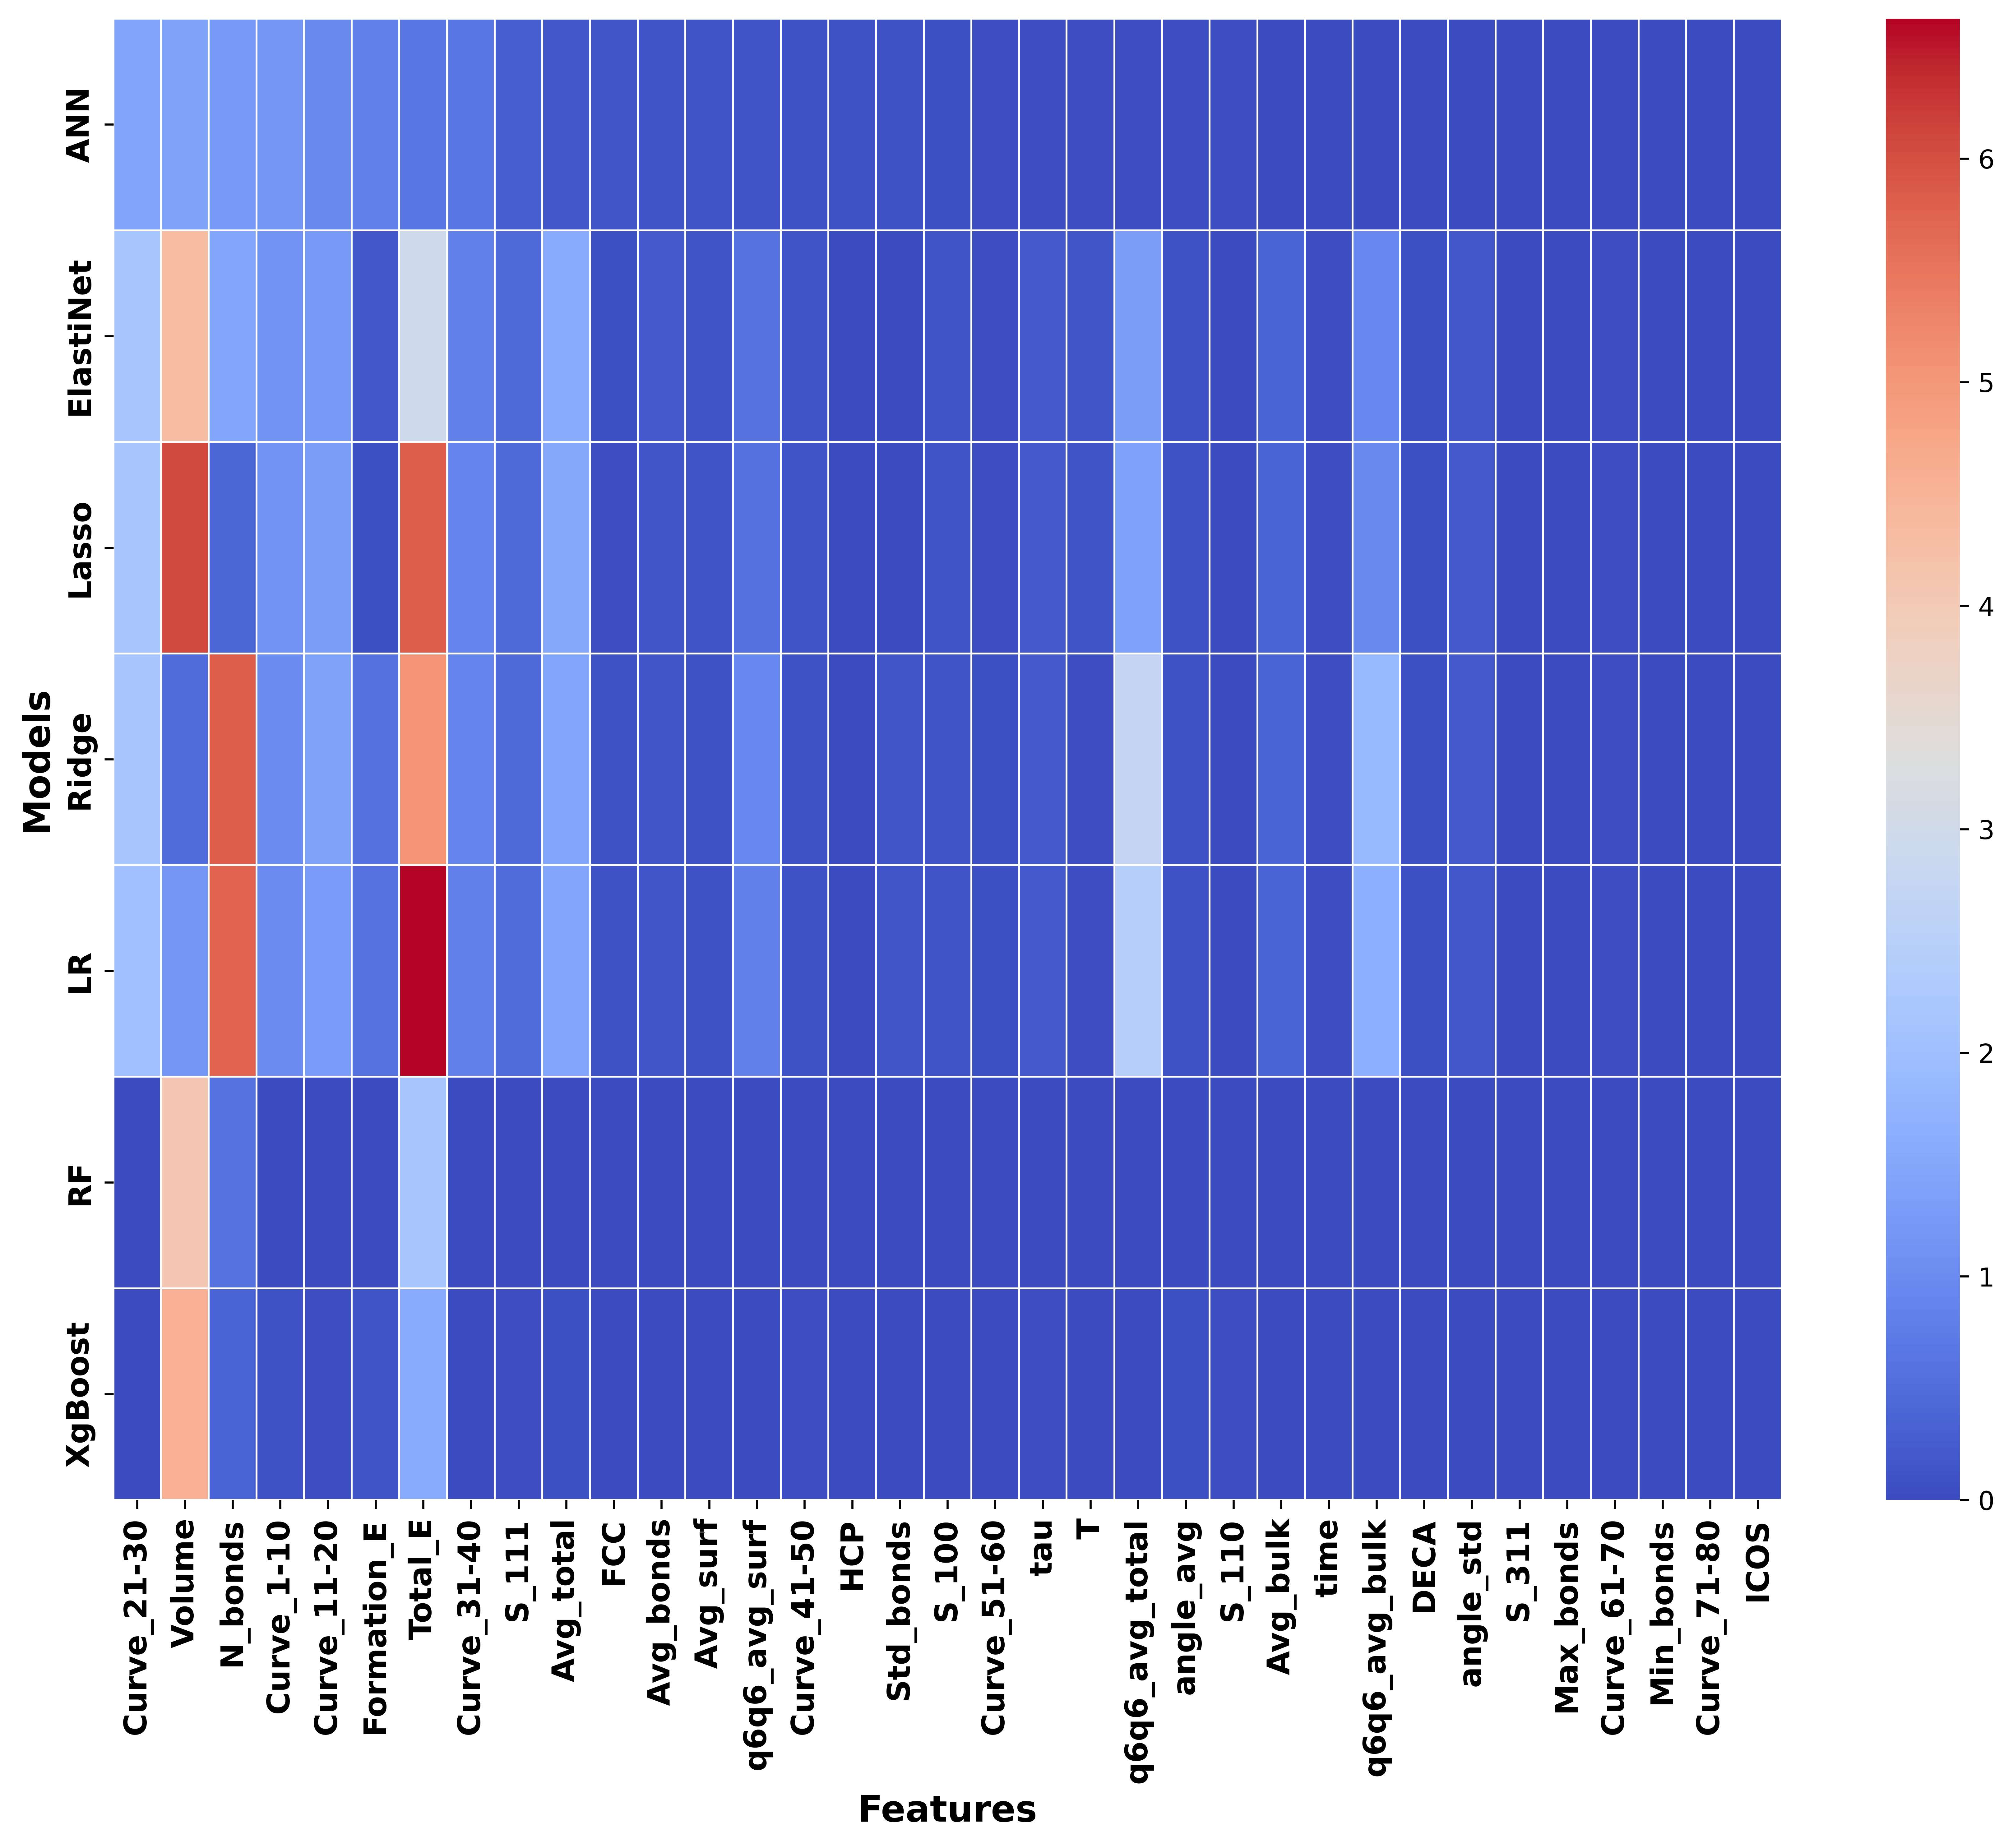 Models
ANN
ElastiNet
Lasso
Ridge
LR
RF
XgBoost
Curve_21-30
Volume
N_bonds
Curve_1-10
Curve_11-20
Formation_E
Total_E
Curve_31-40
S_111
Avg_total
FCC
Avg_bonds
Avg_surf
q6q6_avg_surf
Curve_41-50
HCP
Std_bonds
S_100
Curve_51-60
tau
T
q6q6_avg_total
angle_avg
S_110
Avg_bulk
time
q6q6_avg_bulk
DECA
angle_std
S_311
Max_bonds
Curve_61-70
Min_bonds
Curve_71-80
ICOS
Features
6
5
4
3
2
1
0